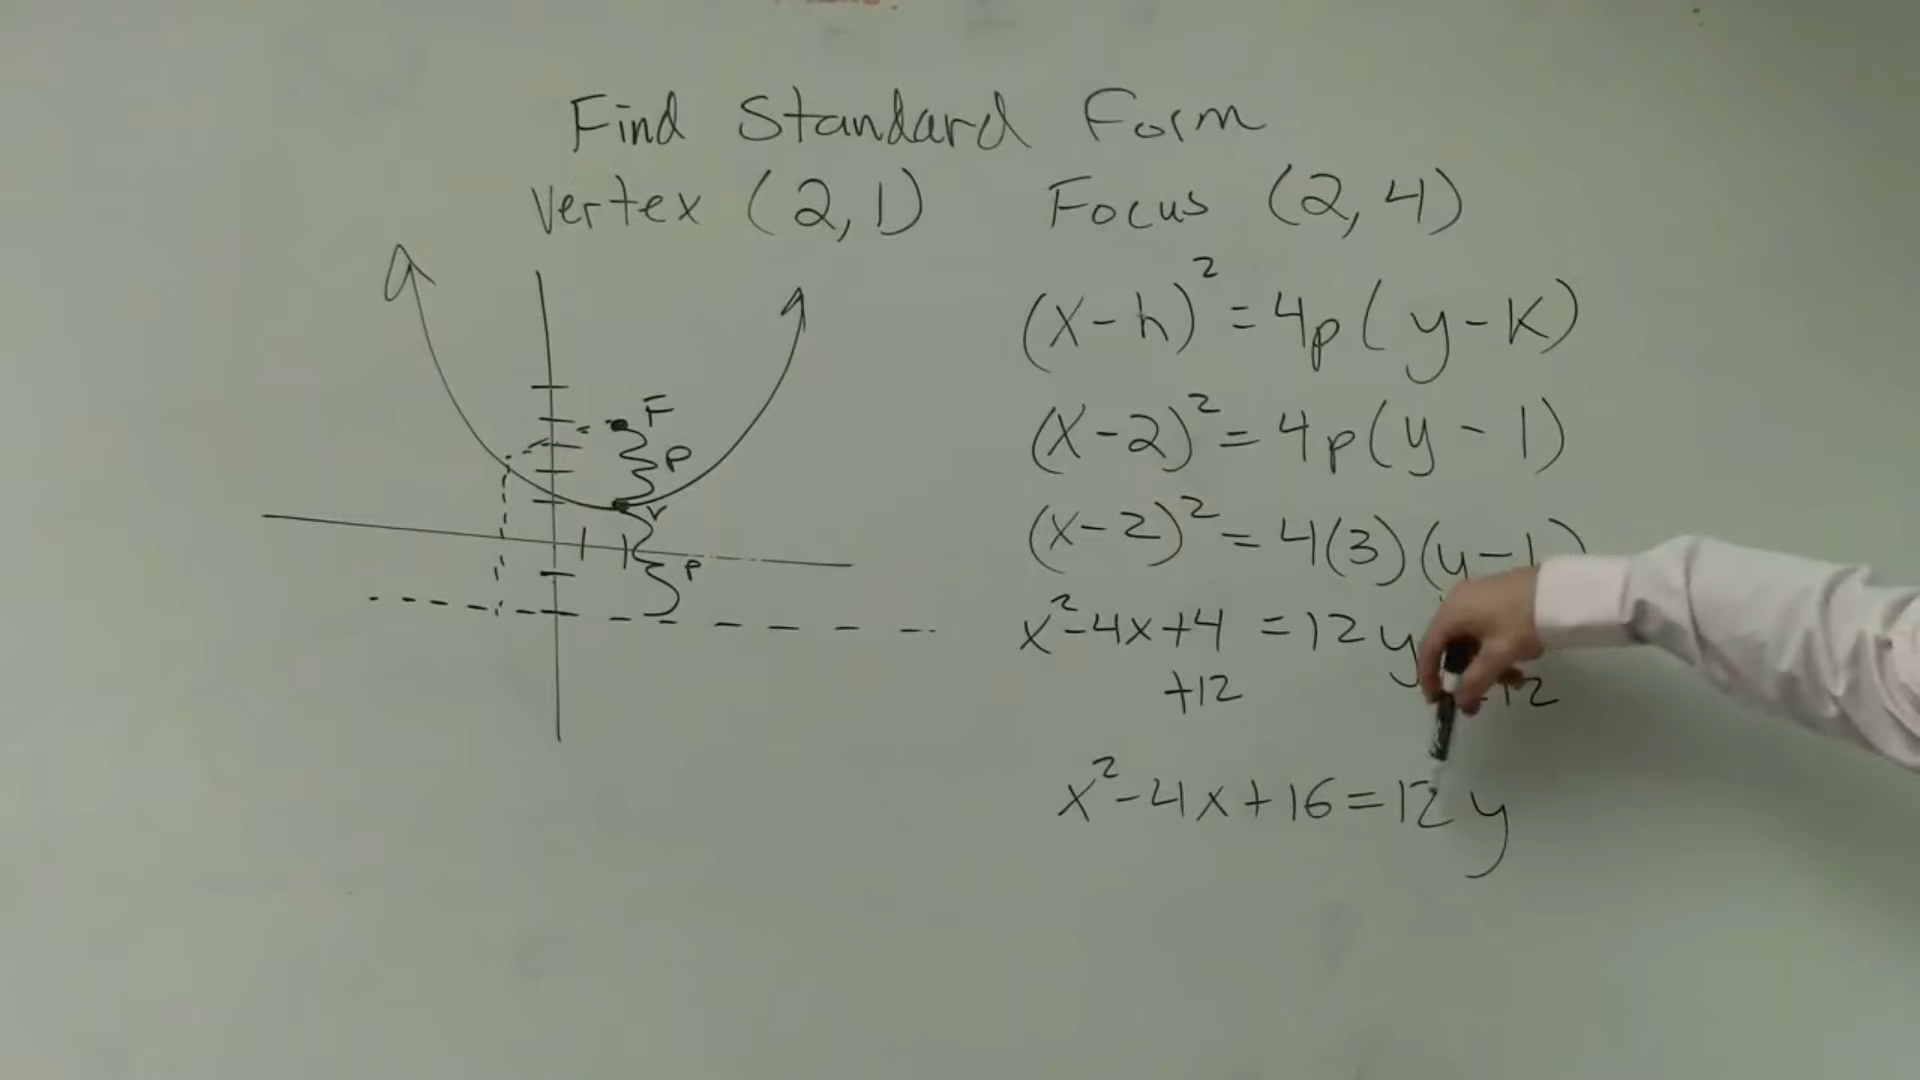 Find Standard Form
Vertex (2,1) Focus (2,4)
(x-h)² = 4p(y-k)
(x-2)² = 4p(y-1)
(x-2)² = 4(3)(y-1)
x²-4x+4 = 12y
+12 +12
x²-4x+16=12y
F
P
V
P